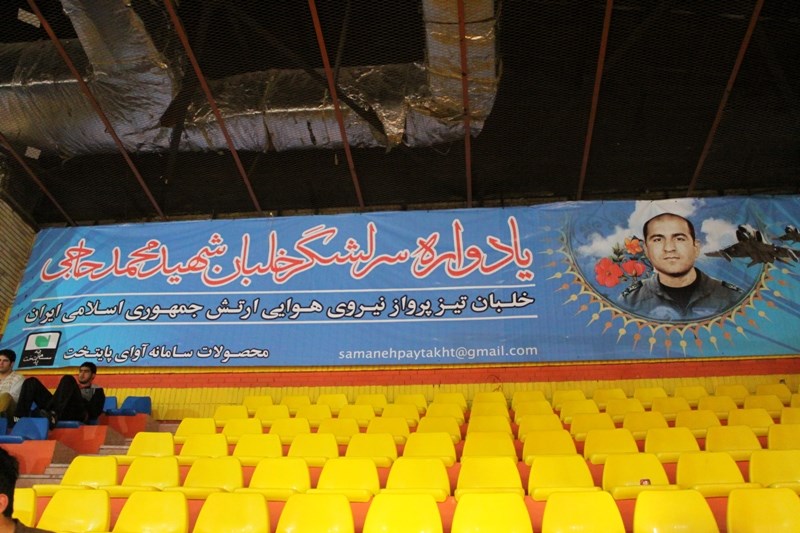 یادواره سرلشگر خلبان شهید محمد حاجی
خلبان تیز پرواز نیروی هوایی ارتش جمهوری اسلامی ایران
محصولات سامانه آوای پایتخت
samanehpaytakht@gmail.com